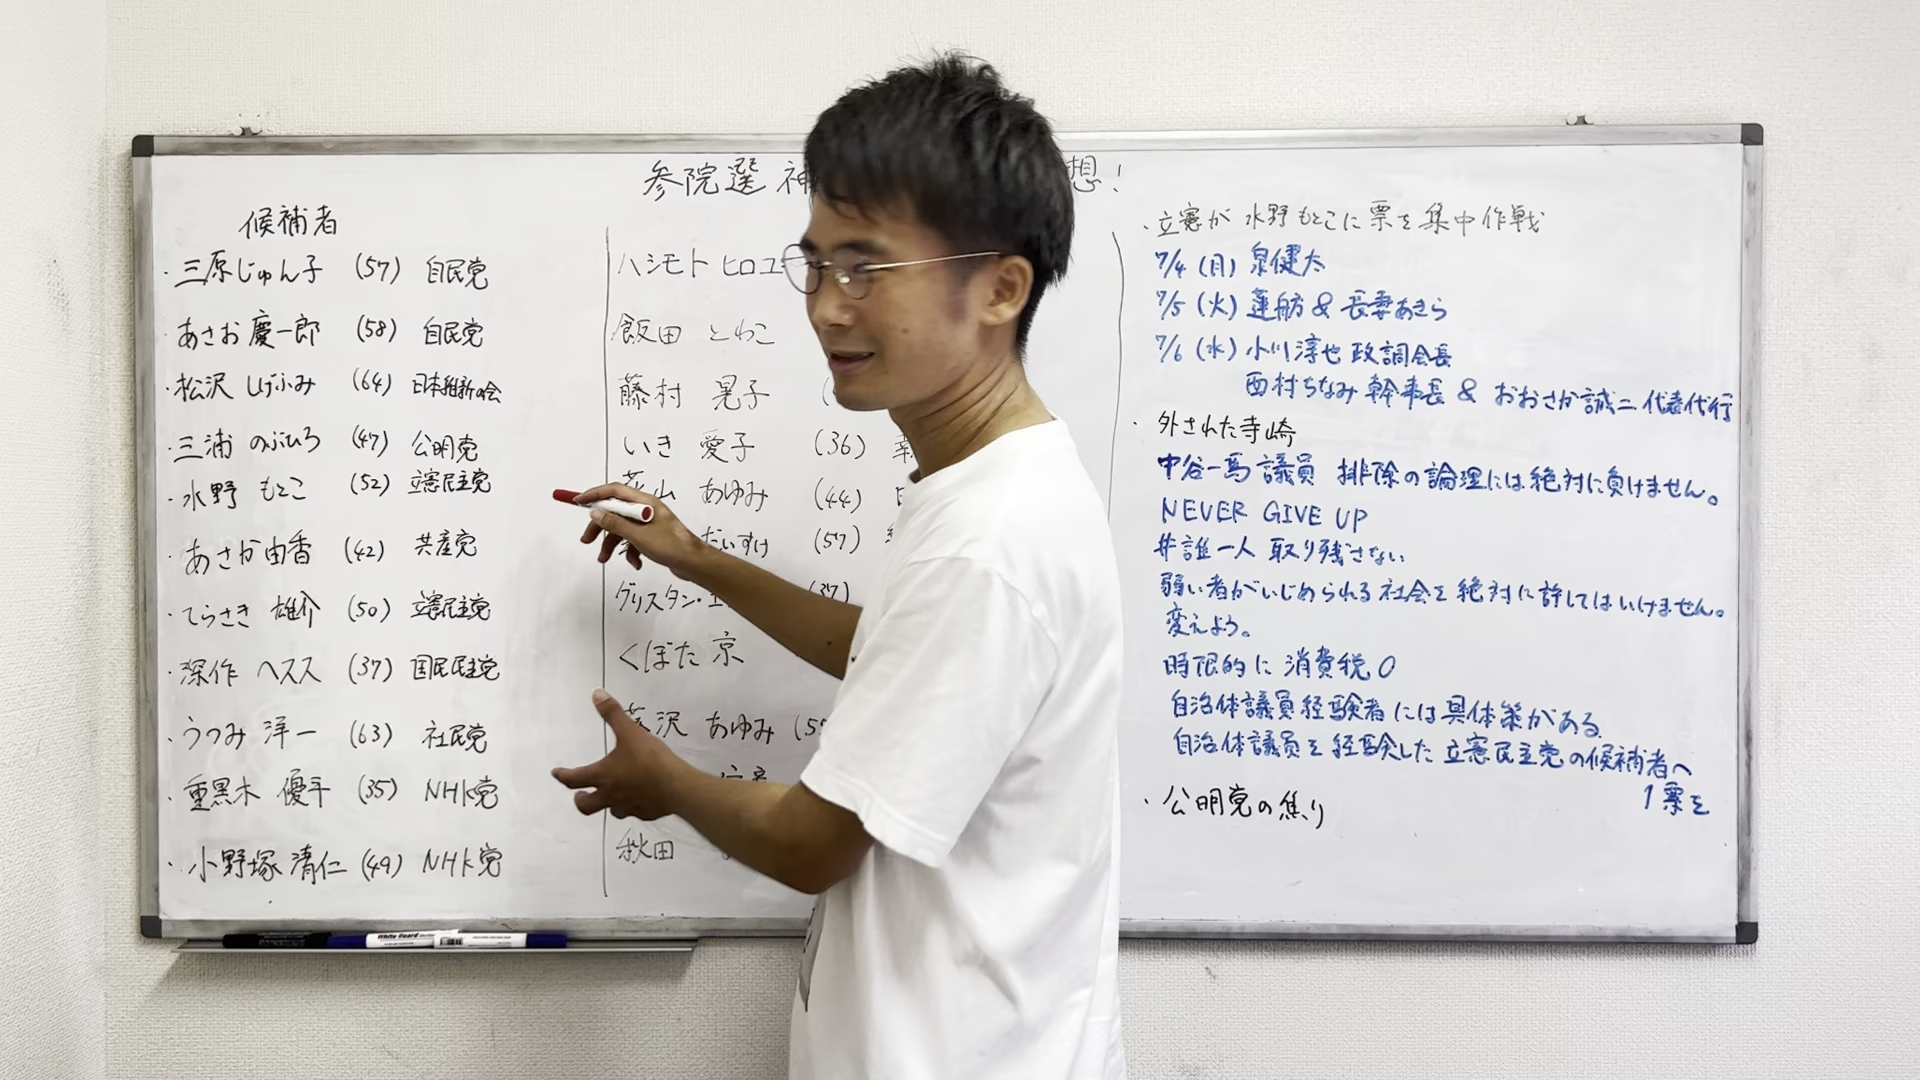 参院選 補 想!
候補者
・三原じゅん子 (57) 自民党
・あさお 慶一郎 (58) 自民党
・松沢 しげふみ (64) 日本維新の会
・三浦 のぶひろ (47) 公明党
・水野 もとこ (52) 立憲民主党
・あさか由香 (42) 共産党
・てらさき 雄介 (50) 立憲民主党
・深作 ヘスス (37) 国民民主党
・うつみ 洋一 (63) 社民党
・重黒木 優平 (35) NHK党
・小野塚 清仁 (49) NHK党
ハシモト ヒロユ
飯田 とわこ
藤村 晃子 (
いき 愛子 (36)
あゆみ (44)
だいすけ (57)
グリスタン・エ (37)
くぼた 京
沢 あゆみ (55
秋田
・立憲が 水野もとこに票を集中作戦
7/4 (月) 泉健太
7/5 (火) 蓮舫 & 長妻あきら
7/6 (水) 小川淳也 政調会長
西村ちなみ 幹事長 & おおさか誠二 代表代行
・外された寺崎
中谷一馬 議員 排除の論理には絶対に負けません。
NEVER GIVE UP
#誰一人 取り残さない
弱い者がいじめられる社会を絶対に許してはいけません。
変えよう。
時限的に 消費税0
自治体議員経験者には具体策がある.
自治体議員を経験した 立憲民主党の候補者へ
1票を
・公明党の焦り
White Board